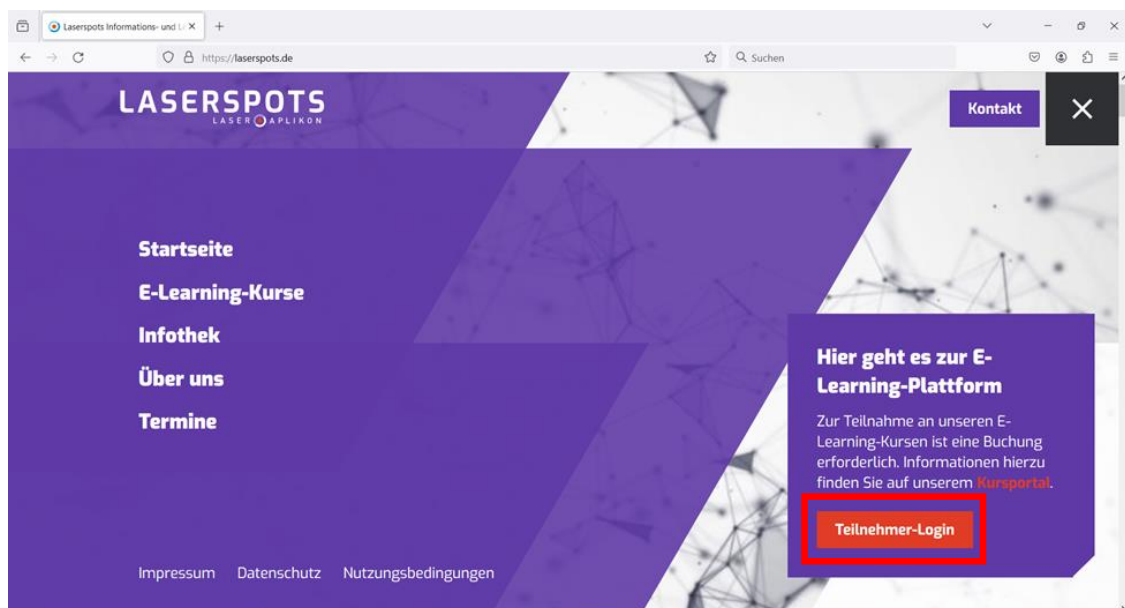 Laserspots Informations- und L
https://laserspots.de
Suchen
LASERSPOTS
LASER APLIKON
Kontakt
Startseite
E-Learning-Kurse
Infothek
Über uns
Termine
Hier geht es zur E-
Learning-Plattform
Zur Teilnahme an unseren E-
Learning-Kursen ist eine Buchung
erforderlich. Informationen hierzu
finden Sie auf unserem Kursportal.
Teilnehmer-Login
Impressum Datenschutz Nutzungsbedingungen